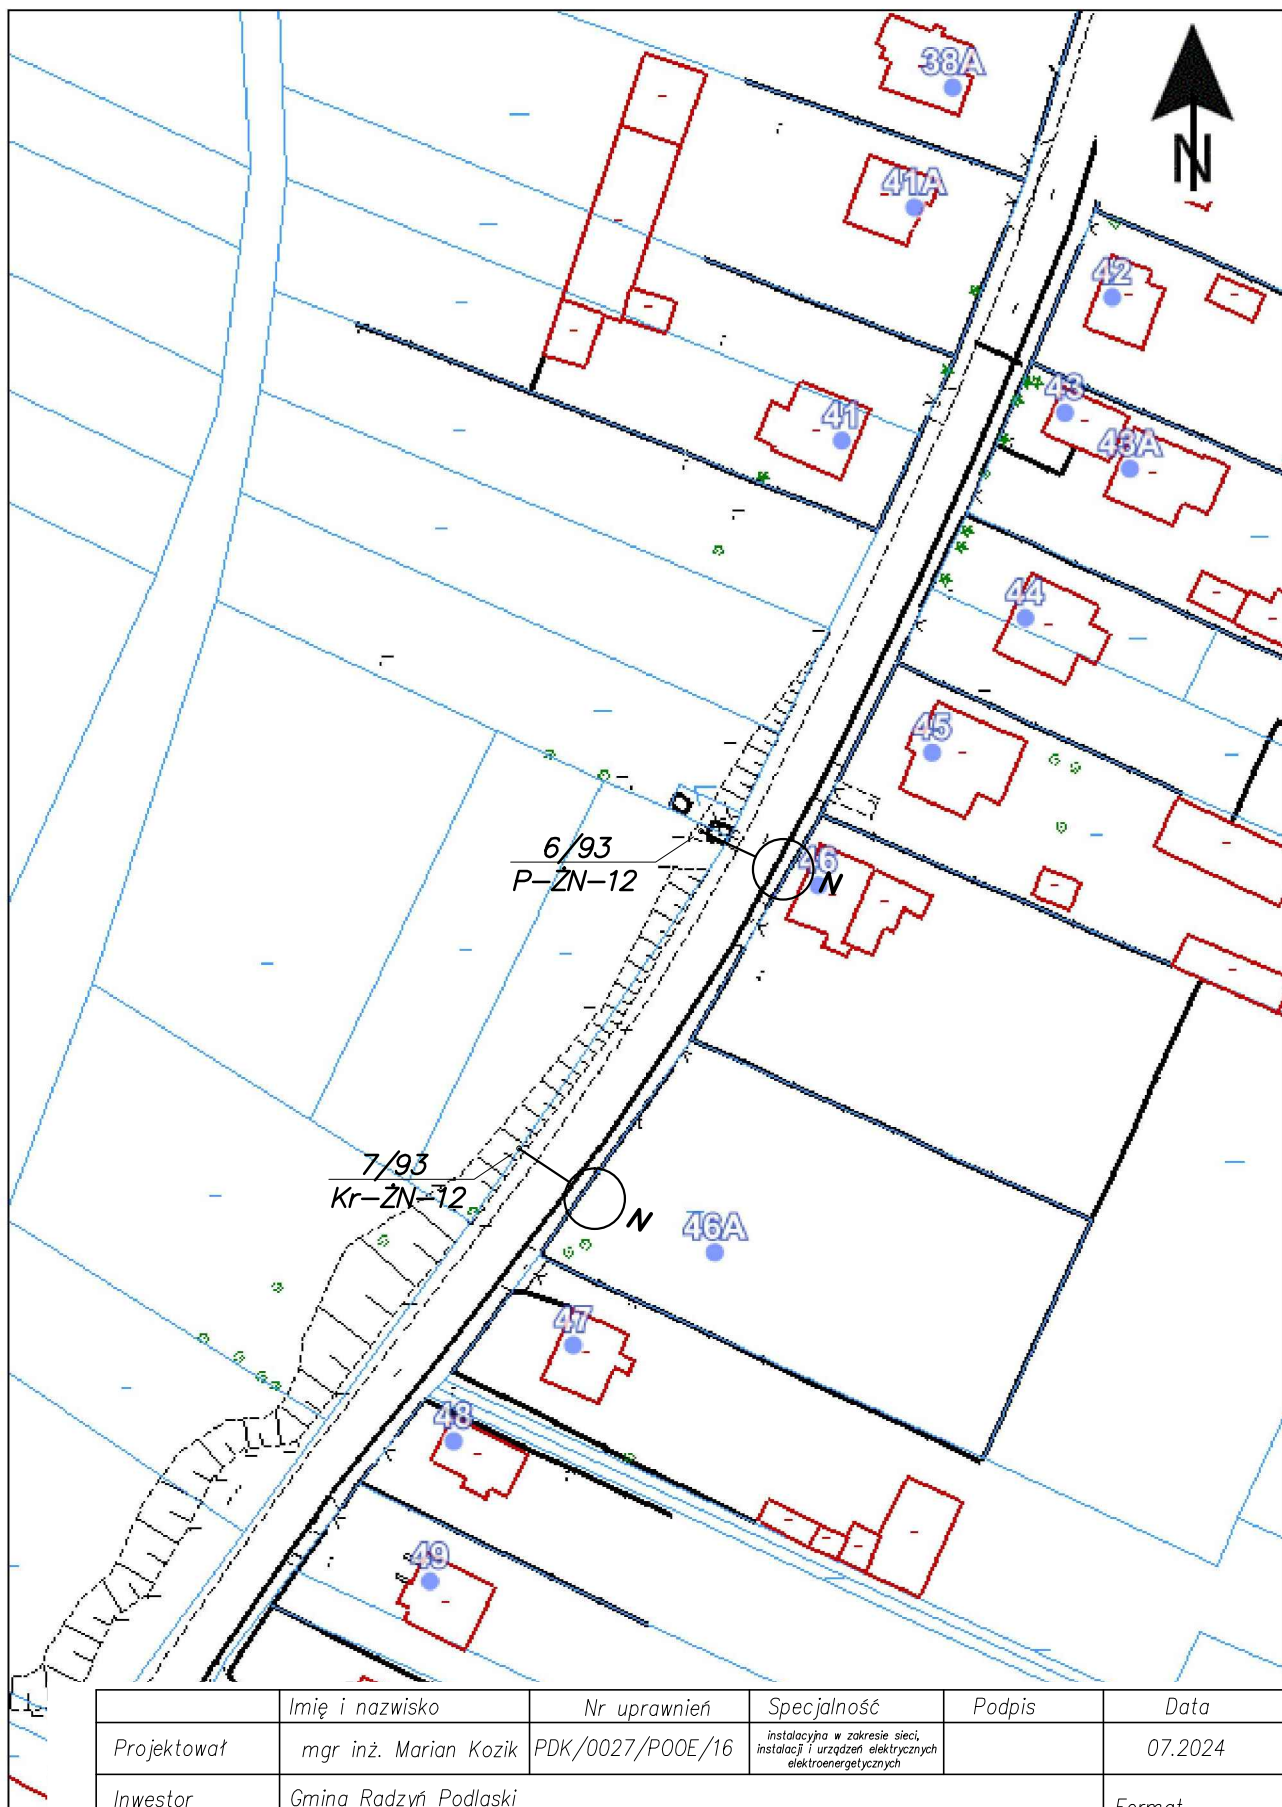 38A
N
41A
42
41
43
43A
44
45
6/93
P-ŻN-12
46
N
7/93
Kr-ŻN-12
N
46A
47
48
49
Imię i nazwisko Nr uprawnień Specjalność Podpis Data
Projektował mgr inż. Marian Kozik PDK/0027/POOE/16 instalacyjna w zakresie sieci,
instalacji i urządzeń elektrycznych
elektroenergetycznych
07.2024
Inwestor Gmina Radzyń Podlaski Format